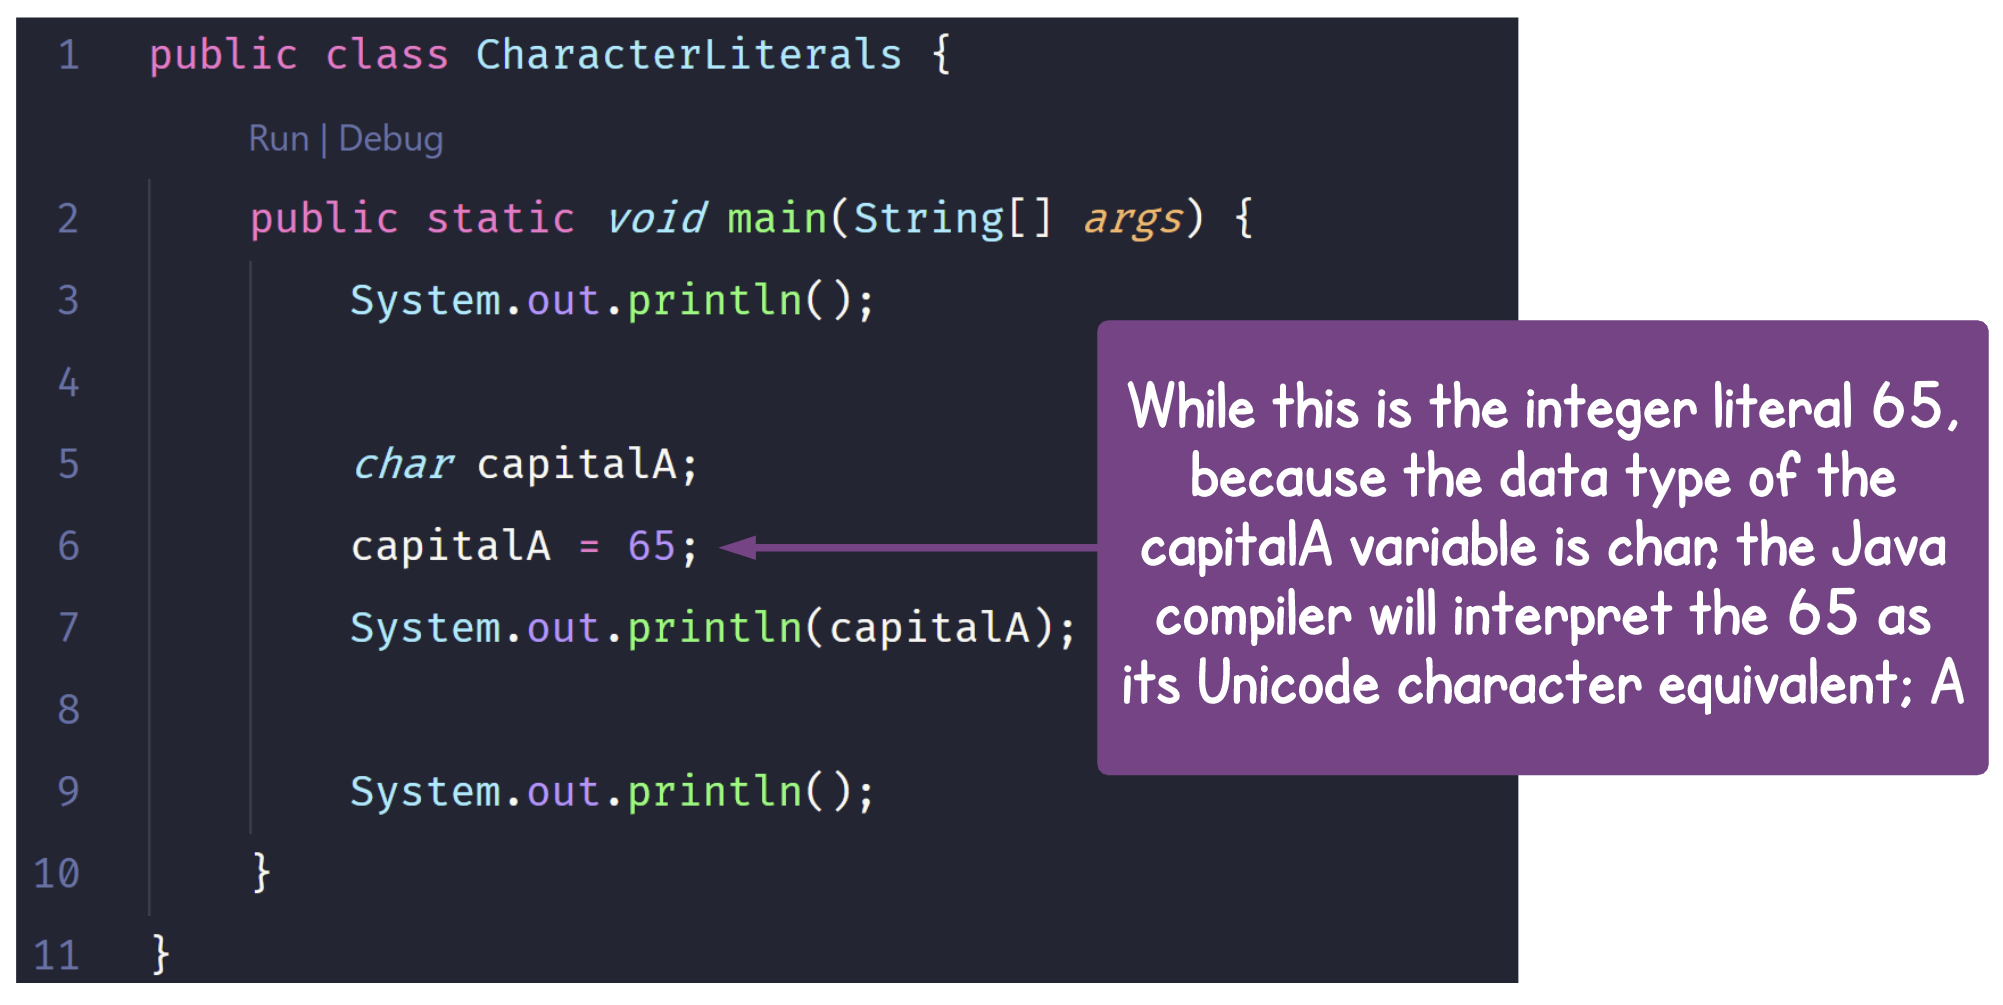 1 public class CharacterLiterals {
Run | Debug
2 public static void main(String[] args) {
3 System.out.println();
4
5 char capitalA;
6 capitalA = 65;
7 System.out.println(capitalA);
8
9 System.out.println();
10 }
11 }
While this is the integer literal 65,
because the data type of the
capitalA variable is char, the Java
compiler will interpret the 65 as
its Unicode character equivalent; A